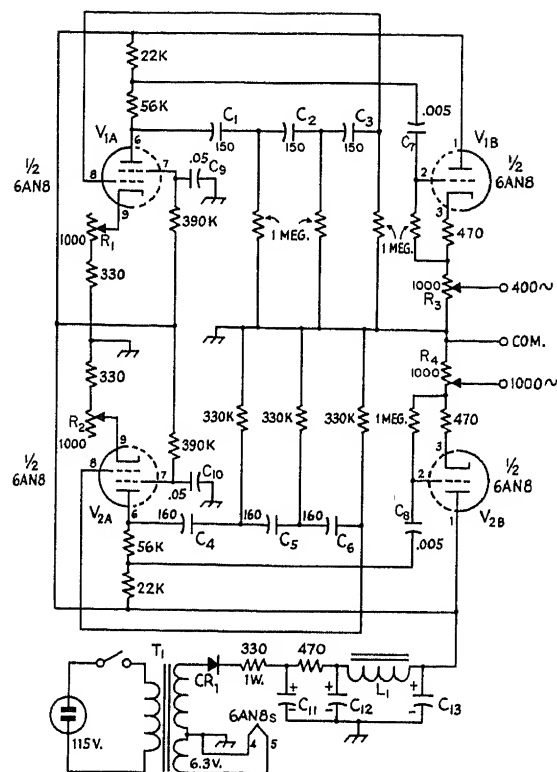 22K
56K
V1A
6
C1
150
C2
150
C3
150
.005
C7
1
V1B
1/2
6AN8
8
7
9
.05
C9
2
3
1/2
6AN8
1000
R1
390K
1 MEG.
1 MEG.
470
330
1000
R3
400~
COM.
330
R4
1000
1000~
R2
1000
390K
330K
330K
330K
1MEG.
470
1/2
6AN8
9
8
17
6
.05
C10
V2A
160
C4
160
C5
160
C6
C8
.005
3
2
1
1/2
6AN8
V2B
56K
22K
T1
330
1W.
470
CR1
L1
+
C11
-
+
C12
-
+
C13
-
6AN8s
4
5
115V.
6.3V.